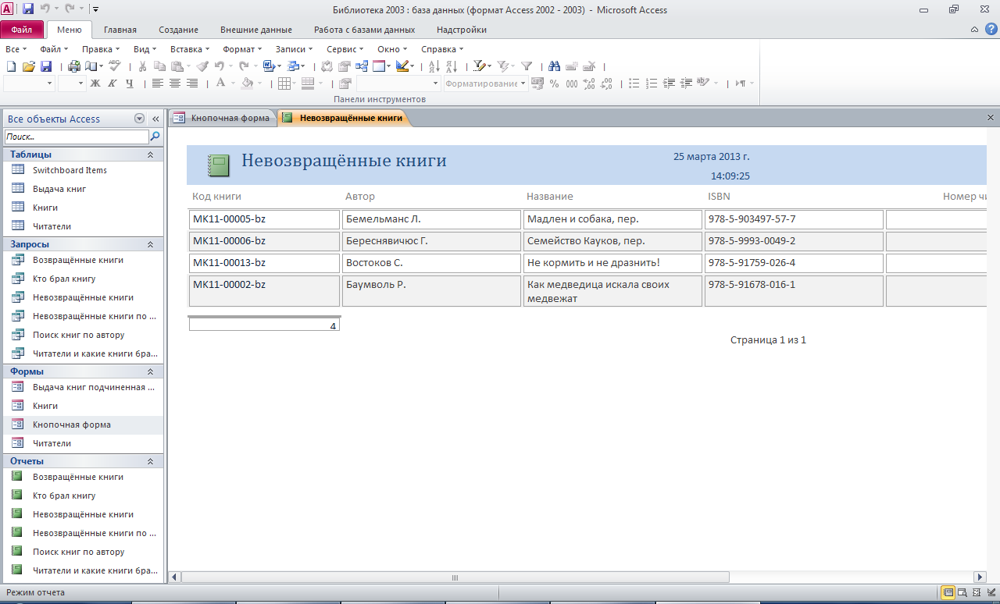 Библиотека 2003 : база данных (формат Access 2002 - 2003) - Microsoft Access
Файл Меню Главная Создание Внешние данные Работа с базами данных Надстройки
Все Файл Правка Вид Вставка Формат Записи Сервис Окно Справка
Ж К Ч Форматирование % 000
Панели инструментов
Все объекты Access
Поиск...
Таблицы
Switchboard Items
Выдача книг
Книги
Читатели
Запросы
Возвращённые книги
Кто брал книгу
Невозвращённые книги
Невозвращённые книги по ...
Поиск книг по автору
Читатели и какие книги бра...
Формы
Выдача книг подчиненная ...
Книги
Кнопочная форма
Читатели
Отчеты
Возвращённые книги
Кто брал книгу
Невозвращённые книги
Невозвращённые книги по ...
Поиск книг по автору
Читатели и какие книги бра...
Кнопочная форма Невозвращённые книги
Невозвращённые книги
25 марта 2013 г.
14:09:25
Код книги Автор Название ISBN Номер чи
МК11-00005-bz Бемельманс Л. Мадлен и собака, пер. 978-5-903497-57-7
МК11-00006-bz Береснявичюс Г. Семейство Кауков, пер. 978-5-9993-0049-2
МК11-00013-bz Востоков С. Не кормить и не дразнить! 978-5-91759-026-4
МК11-00002-bz Баумволь Р. Как медведица искала своих 978-5-91678-016-1
медвежат
4
Страница 1 из 1
Режим отчета